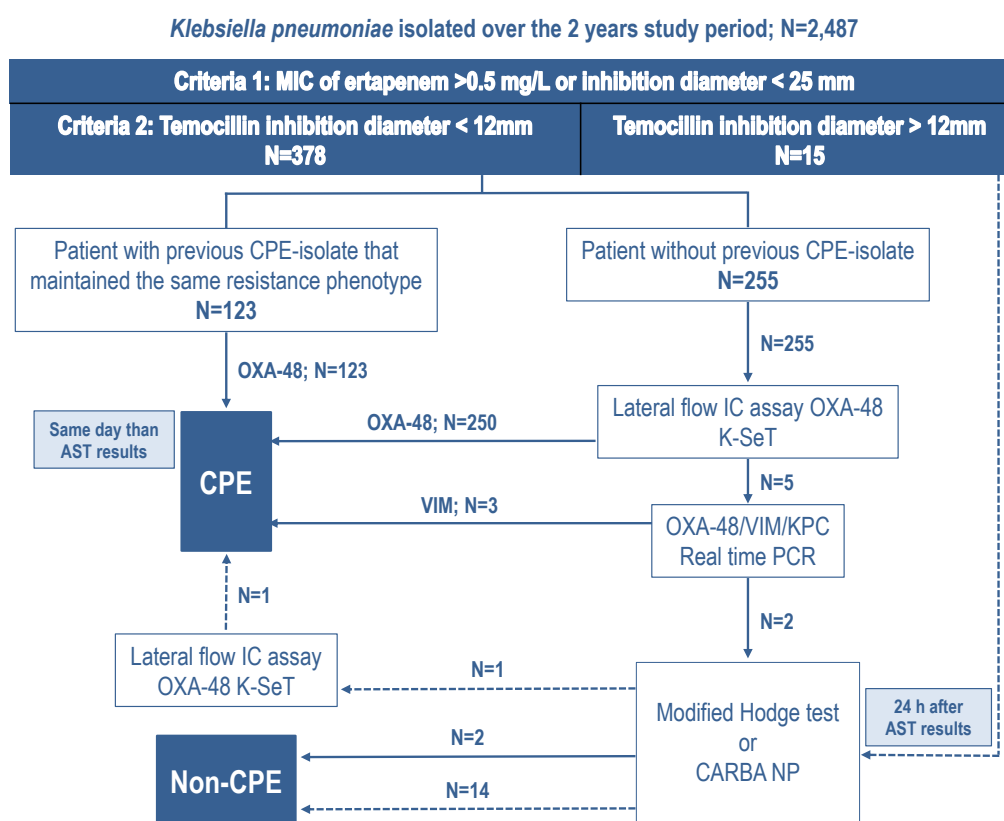 Klebsiella pneumoniae isolated over the 2 years study period; N=2,487
Criteria 1: MIC of ertapenem >0.5 mg/L or inhibition diameter < 25 mm
Criteria 2: Temocillin inhibition diameter < 12mm
N=378
Temocillin inhibition diameter > 12mm
N=15
Patient with previous CPE-isolate that
maintained the same resistance phenotype
N=123
Patient without previous CPE-isolate
N=255
OXA-48; N=123
N=255
Same day than
AST results
CPE
OXA-48; N=250
Lateral flow IC assay OXA-48
K-SeT
N=5
VIM; N=3
OXA-48/VIM/KPC
Real time PCR
N=1
N=2
Lateral flow IC assay
OXA-48 K-SeT
N=1
Modified Hodge test
or
CARBA NP
24 h after
AST results
Non-CPE
N=2
N=14